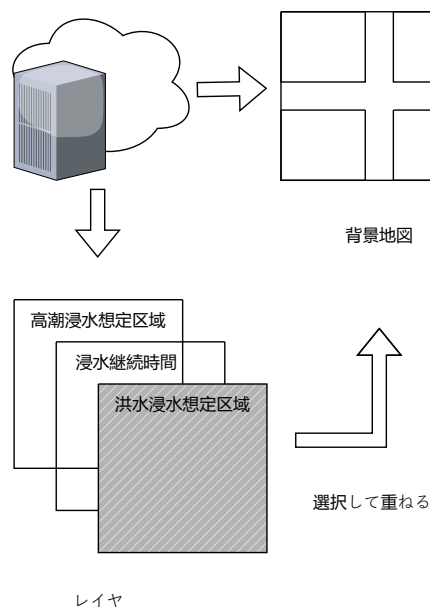 背景地図
高潮浸水想定区域
浸水継続時間
洪水浸水想定区域
選択して重ねる
レイヤ